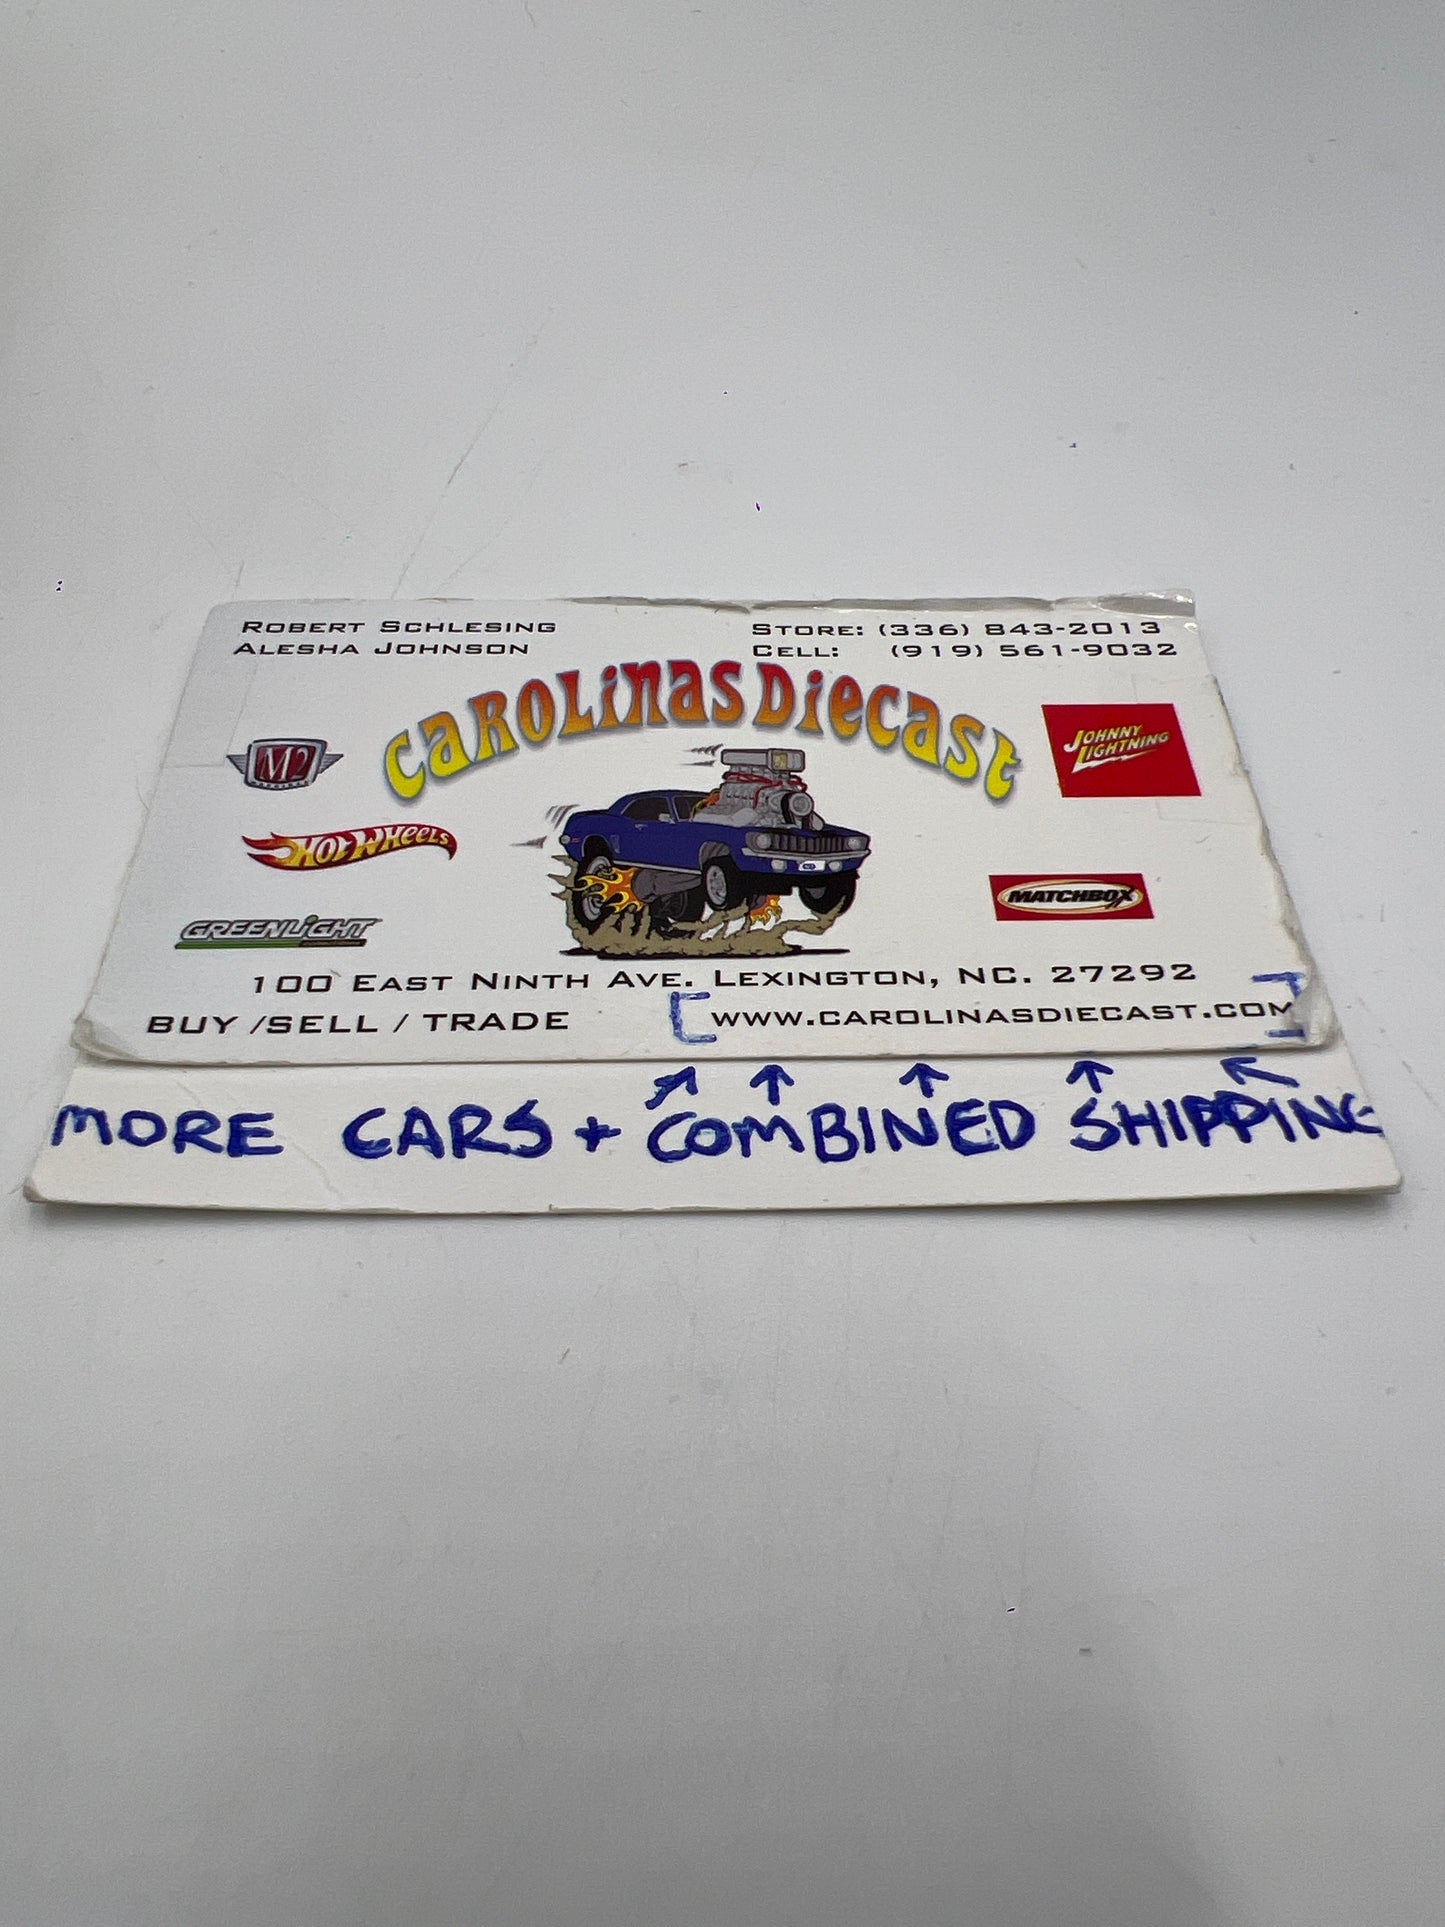 ROBERT SCHLESING
ALESHA JOHNSON
STORE: (336) 843-2013
CELL: (919) 561-9032
CAROLINAS DIECAST
M2
JOHNNY
LIGHTNING
HOT WHEELS
MATCHBOX
GREENLIGHT
100 EAST NINTH AVE. LEXINGTON, NC. 27292
BUY /SELL / TRADE
[WWW.CAROLINASDIECAST.COM]
MORE CARS + COMBINED SHIPPING